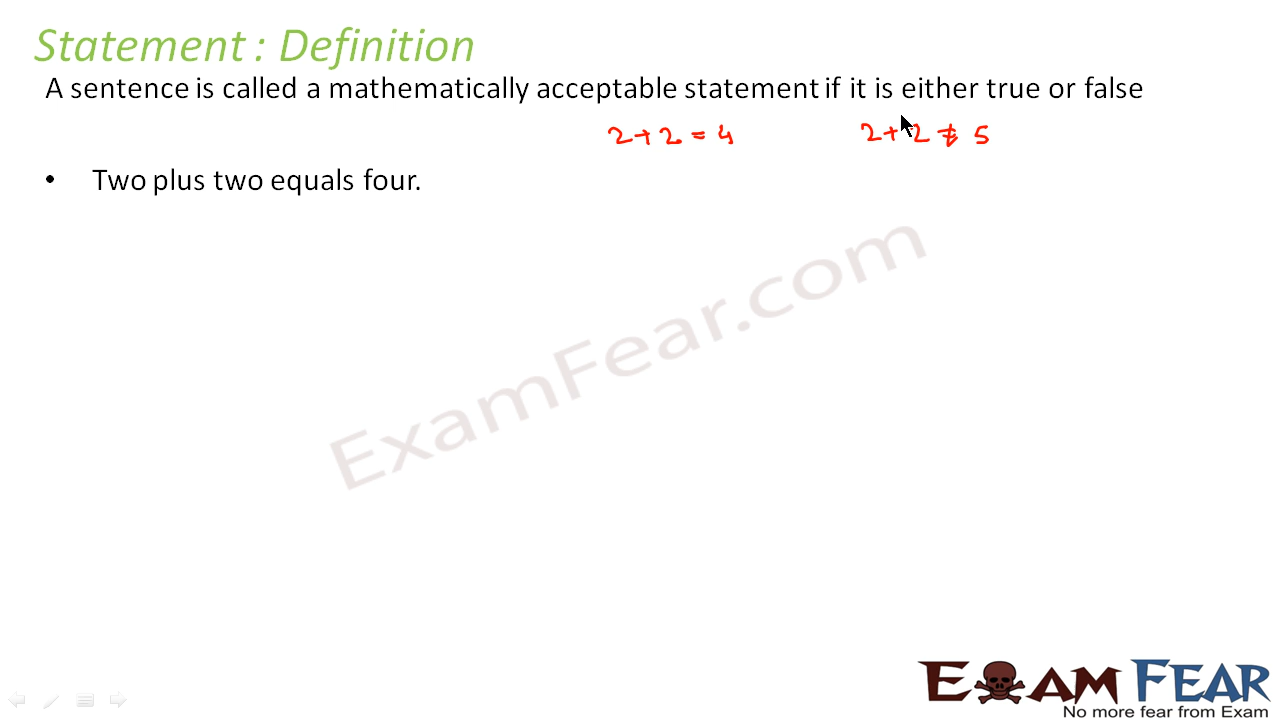 Statement : Definition
A sentence is called a mathematically acceptable statement if it is either true or false
2+2 = 4 2+2 ≠ 5
• Two plus two equals four.
ExamFear.com
EXAM FEAR
No more fear from Exam